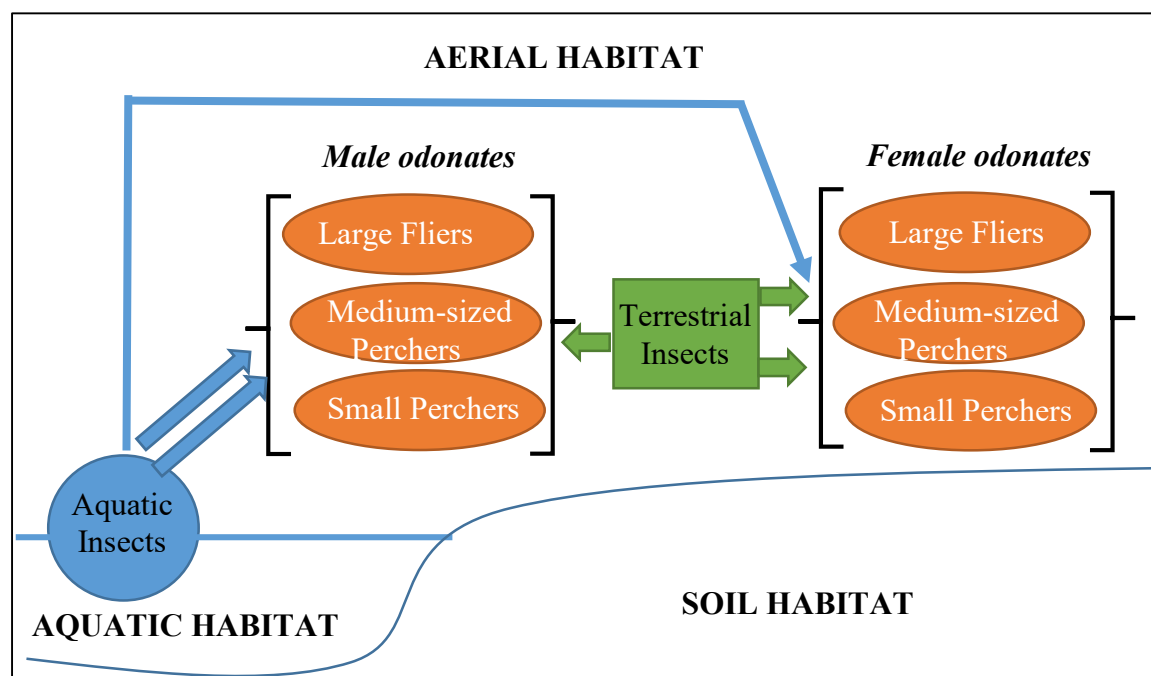 AERIAL HABITAT
Male odonates
Female odonates
Large Fliers
Medium-sized
Perchers
Small Perchers
Terrestrial
Insects
Large Fliers
Medium-sized
Perchers
Small Perchers
Aquatic
Insects
AQUATIC HABITAT
SOIL HABITAT